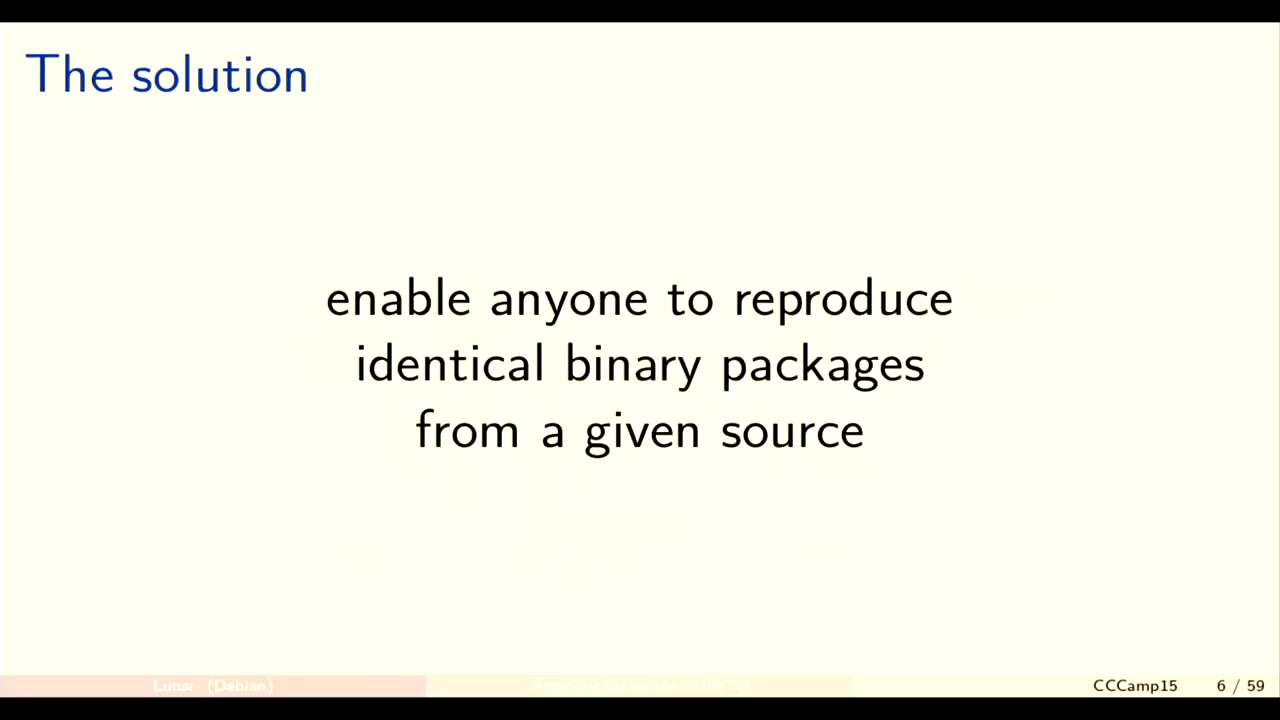 The solution
enable anyone to reproduce
identical binary packages
from a given source
Lunar (Debian)
CCCamp15
6 / 59